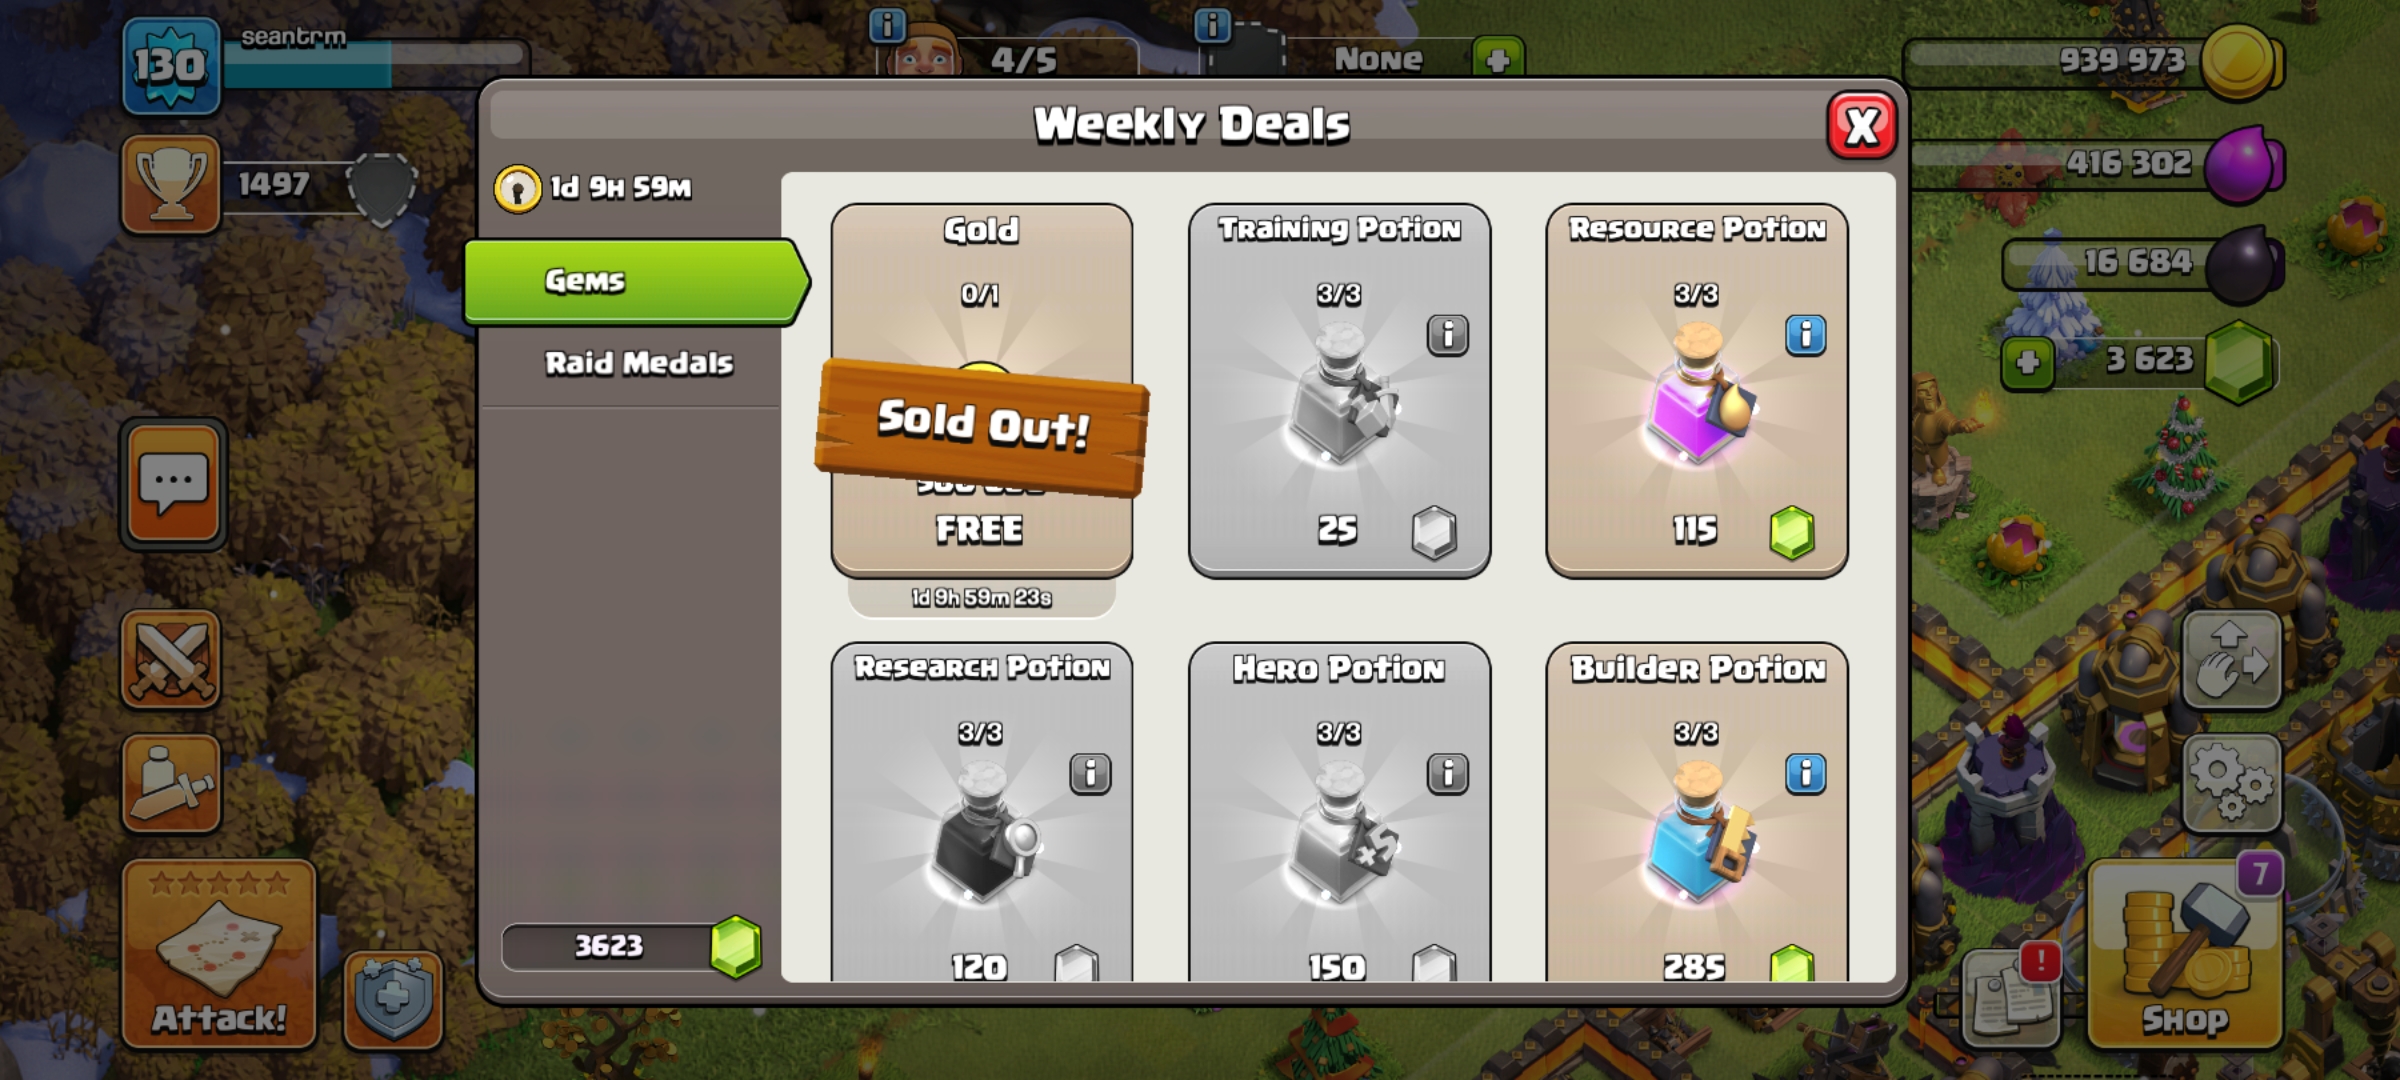 130
seantrm
4/5
None
939 973
1497
416 302
16 684
3 623
Weekly Deals
X
1d 9H 59M
Gems
Raid Medals
3623
Gold
0/1
Sold Out!
FREE
1d 9h 59m 23s
Training Potion
3/3
25
Resource Potion
3/3
115
Research Potion
3/3
120
Hero Potion
3/3
x5
150
Builder Potion
3/3
285
Attack!
7
!
Shop